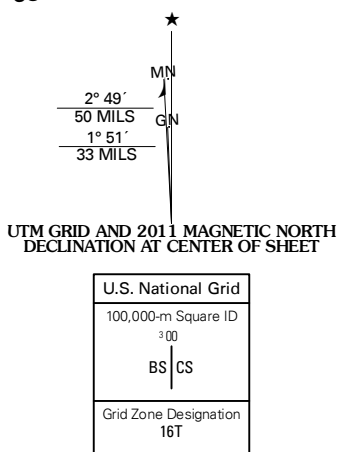 ★
MN
2° 49´
50 MILS
GN
1° 51´
33 MILS
UTM GRID AND 2011 MAGNETIC NORTH
DECLINATION AT CENTER OF SHEET
U.S. National Grid
100,000-m Square ID
³00
BS CS
Grid Zone Designation
16T